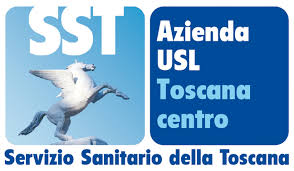 SST
Azienda
USL
Toscana
centro
Servizio Sanitario della Toscana